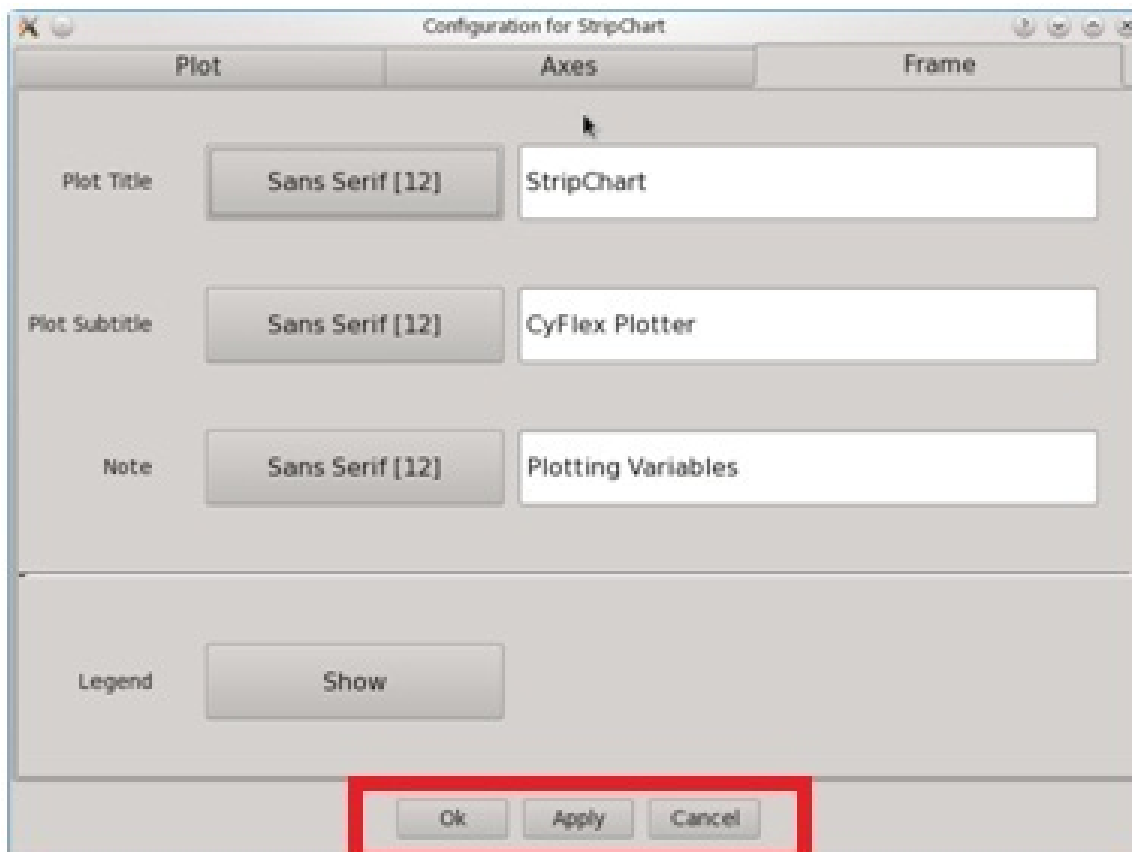 Configuration for StripChart
Plot Axes Frame
Plot Title Sans Serif [12] StripChart
Plot Subtitle Sans Serif [12] CyFlex Plotter
Note Sans Serif [12] Plotting Variables
Legend Show
Ok Apply Cancel